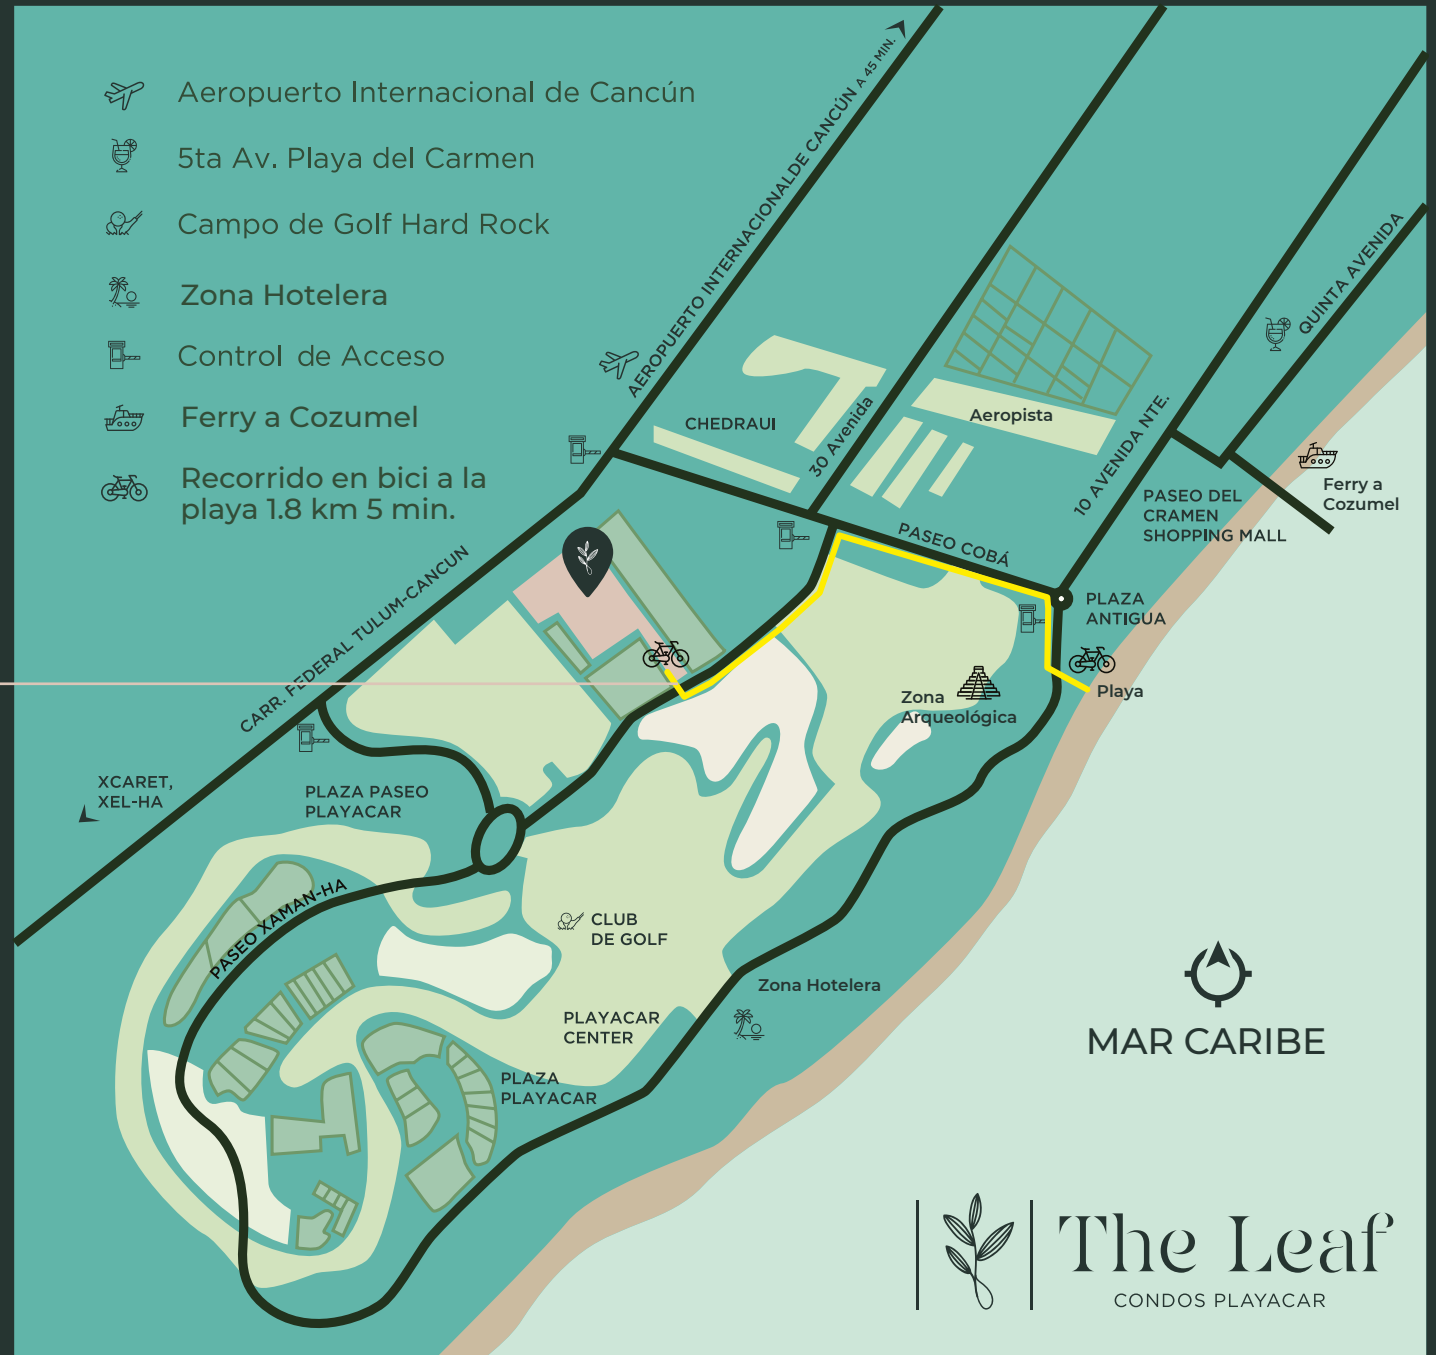 Aeropuerto Internacional de Cancún
5ta Av. Playa del Carmen
Campo de Golf Hard Rock
Zona Hotelera
Control de Acceso
Ferry a Cozumel
Recorrido en bici a la
playa 1.8 km 5 min.
AEROPUERTO INTERNACIONALDE CANCÚN A 45 MIN.
QUINTA AVENIDA
CHEDRAUI
30 Avenida
Aeropista
10 AVENIDA NTE.
Ferry a
Cozumel
PASEO DEL
CRAMEN
SHOPPING MALL
PASEO COBÁ
PLAZA
ANTIGUA
CARR. FEDERAL TULUM-CANCUN
Playa
Zona
Arqueológica
XCARET,
XEL-HA
PLAZA PASEO
PLAYACAR
PASEO XAMAN-HA
CLUB
DE GOLF
Zona Hotelera
PLAYACAR
CENTER
MAR CARIBE
PLAZA
PLAYACAR
The Leaf
CONDOS PLAYACAR